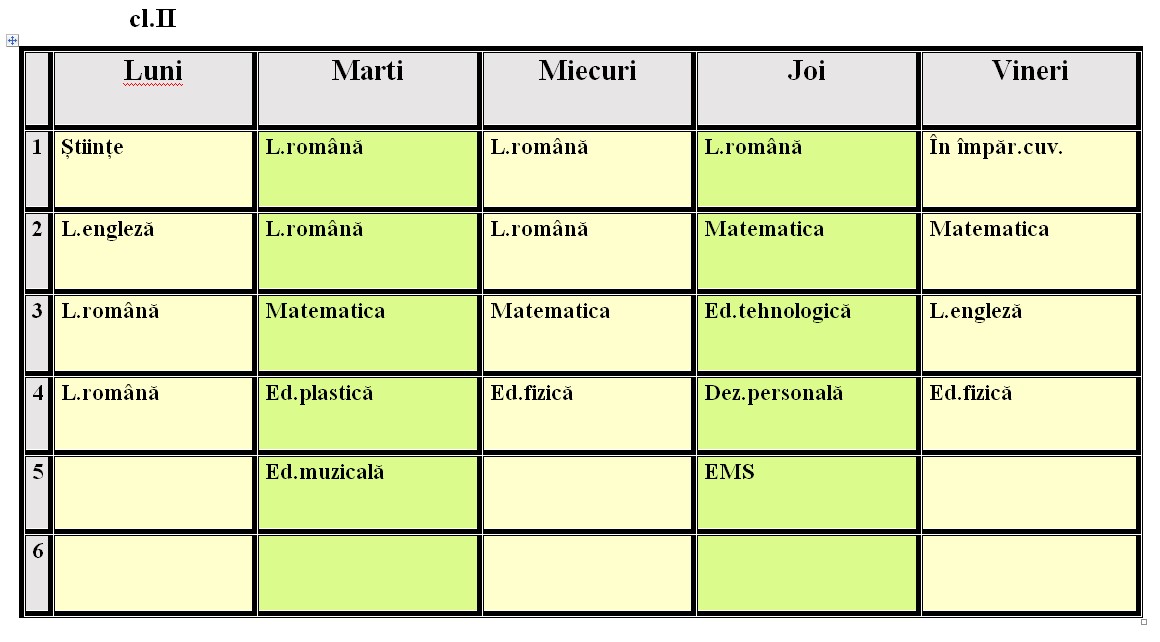 cl.II
Luni Marti Miecuri Joi Vineri
1 Științe L.română L.română L.română În împăr.cuv.
2 L.engleză L.română L.română Matematica Matematica
3 L.română Matematica Matematica Ed.tehnologică L.engleză
4 L.română Ed.plastică Ed.fizică Dez.personală Ed.fizică
5 Ed.muzicală EMS
6